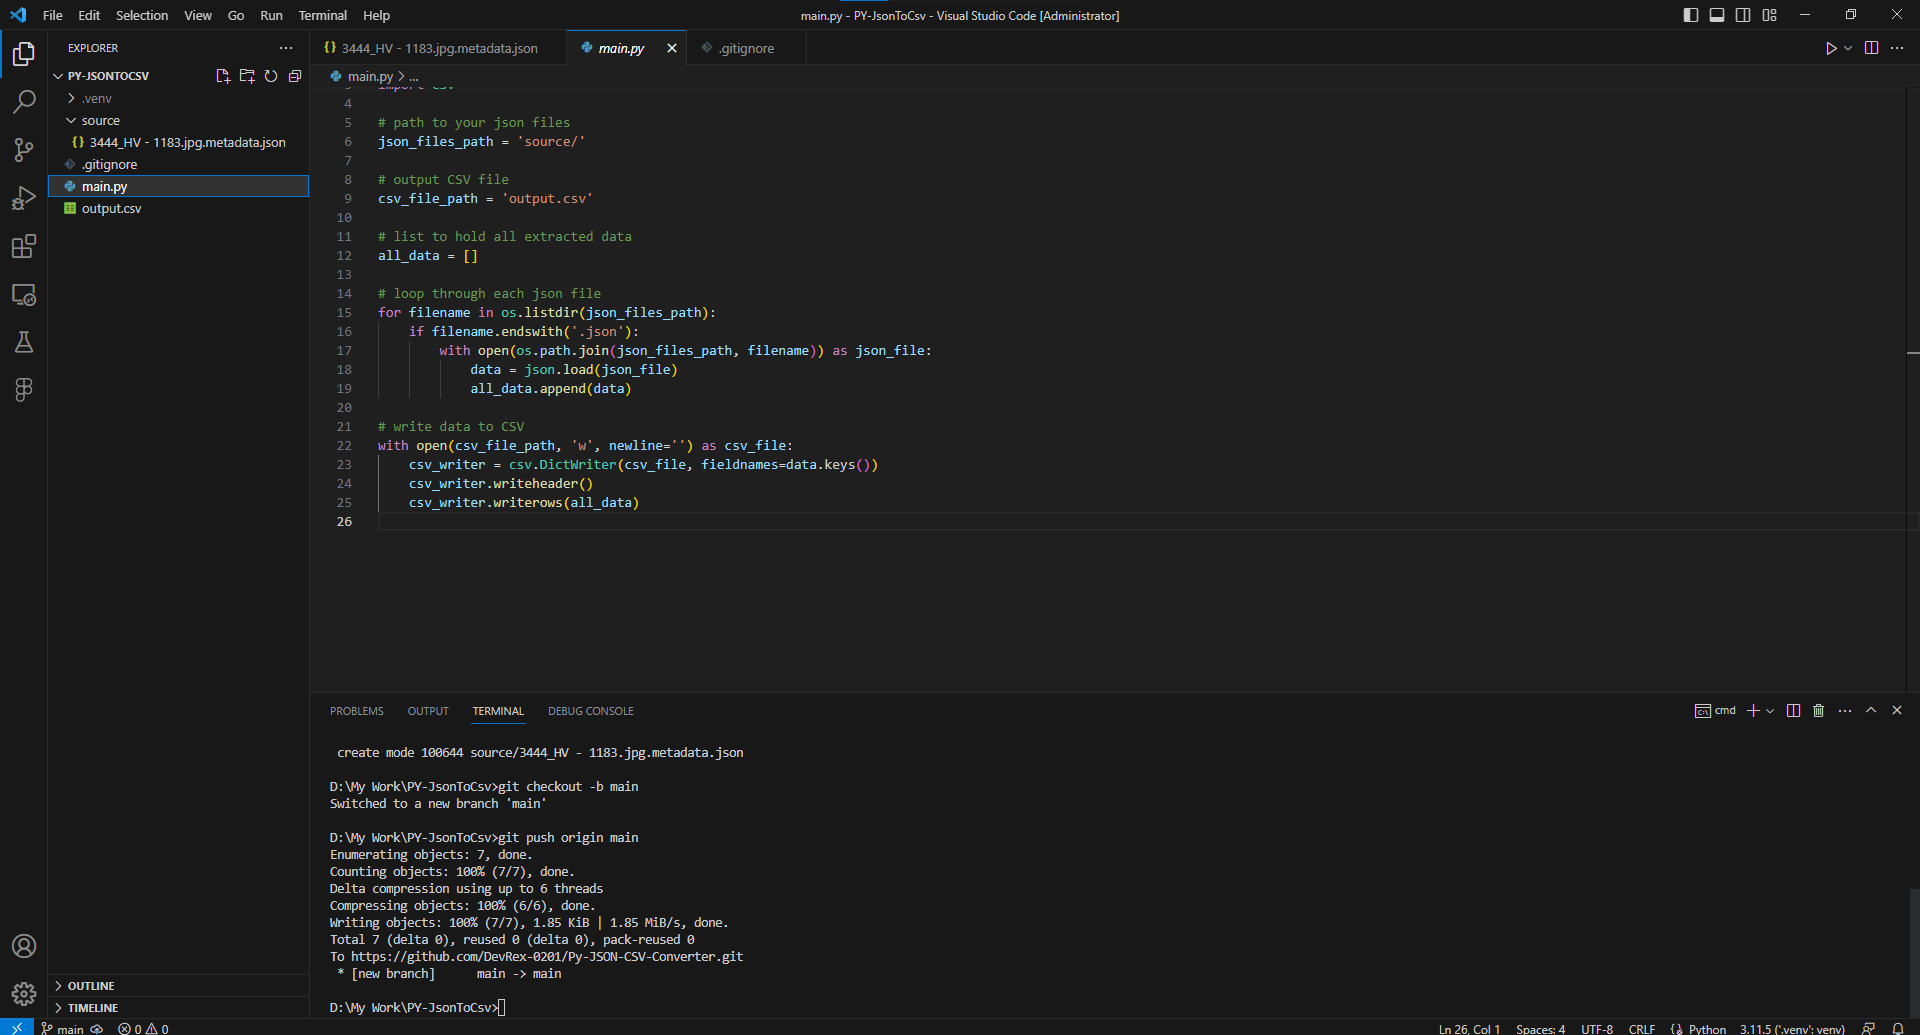 File Edit Selection View Go Run Terminal Help
main.py - PY-JsonToCsv - Visual Studio Code [Administrator]
EXPLORER
PY-JSONTOCSV
.venv
source
3444_HV - 1183.jpg.metadata.json
.gitignore
main.py
output.csv
OUTLINE
TIMELINE
3444_HV - 1183.jpg.metadata.json
main.py
.gitignore
main.py > ...
3 import csv
4
5 # path to your json files
6 json_files_path = 'source/'
7
8 # output CSV file
9 csv_file_path = 'output.csv'
10
11 # list to hold all extracted data
12 all_data = []
13
14 # loop through each json file
15 for filename in os.listdir(json_files_path):
16 if filename.endswith('.json'):
17 with open(os.path.join(json_files_path, filename)) as json_file:
18 data = json.load(json_file)
19 all_data.append(data)
20
21 # write data to CSV
22 with open(csv_file_path, 'w', newline='') as csv_file:
23 csv_writer = csv.DictWriter(csv_file, fieldnames=data.keys())
24 csv_writer.writeheader()
25 csv_writer.writerows(all_data)
26
PROBLEMS OUTPUT TERMINAL DEBUG CONSOLE
cmd
create mode 100644 source/3444_HV - 1183.jpg.metadata.json
D:\My Work\PY-JsonToCsv>git checkout -b main
Switched to a new branch 'main'
D:\My Work\PY-JsonToCsv>git push origin main
Enumerating objects: 7, done.
Counting objects: 100% (7/7), done.
Delta compression using up to 6 threads
Compressing objects: 100% (6/6), done.
Writing objects: 100% (7/7), 1.85 KiB | 1.85 MiB/s, done.
Total 7 (delta 0), reused 0 (delta 0), pack-reused 0
To https://github.com/DevRex-0201/Py-JSON-CSV-Converter.git
* [new branch] main -> main
D:\My Work\PY-JsonToCsv>
main 0 0 Ln 26, Col 1 Spaces: 4 UTF-8 CRLF Python 3.11.5 ('.venv': venv)